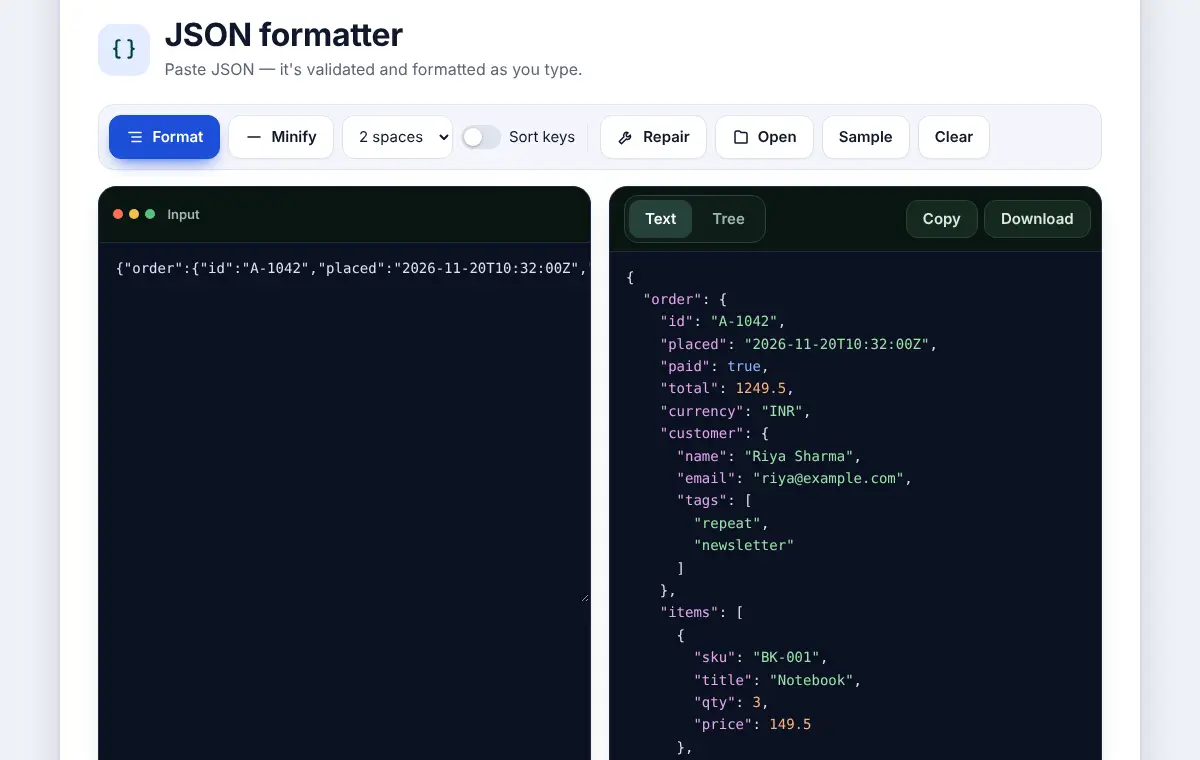 { } JSON formatter
Paste JSON — it's validated and formatted as you type.
Format Minify 2 spaces Sort keys Repair Open Sample Clear
Input
{"order":{"id":"A-1042","placed":"2026-11-20T10:32:00Z",
Text Tree Copy Download
{
  "order": {
    "id": "A-1042",
    "placed": "2026-11-20T10:32:00Z",
    "paid": true,
    "total": 1249.5,
    "currency": "INR",
    "customer": {
      "name": "Riya Sharma",
      "email": "riya@example.com",
      "tags": [
        "repeat",
        "newsletter"
      ]
    },
    "items": [
      {
        "sku": "BK-001",
        "title": "Notebook",
        "qty": 3,
        "price": 149.5
      },